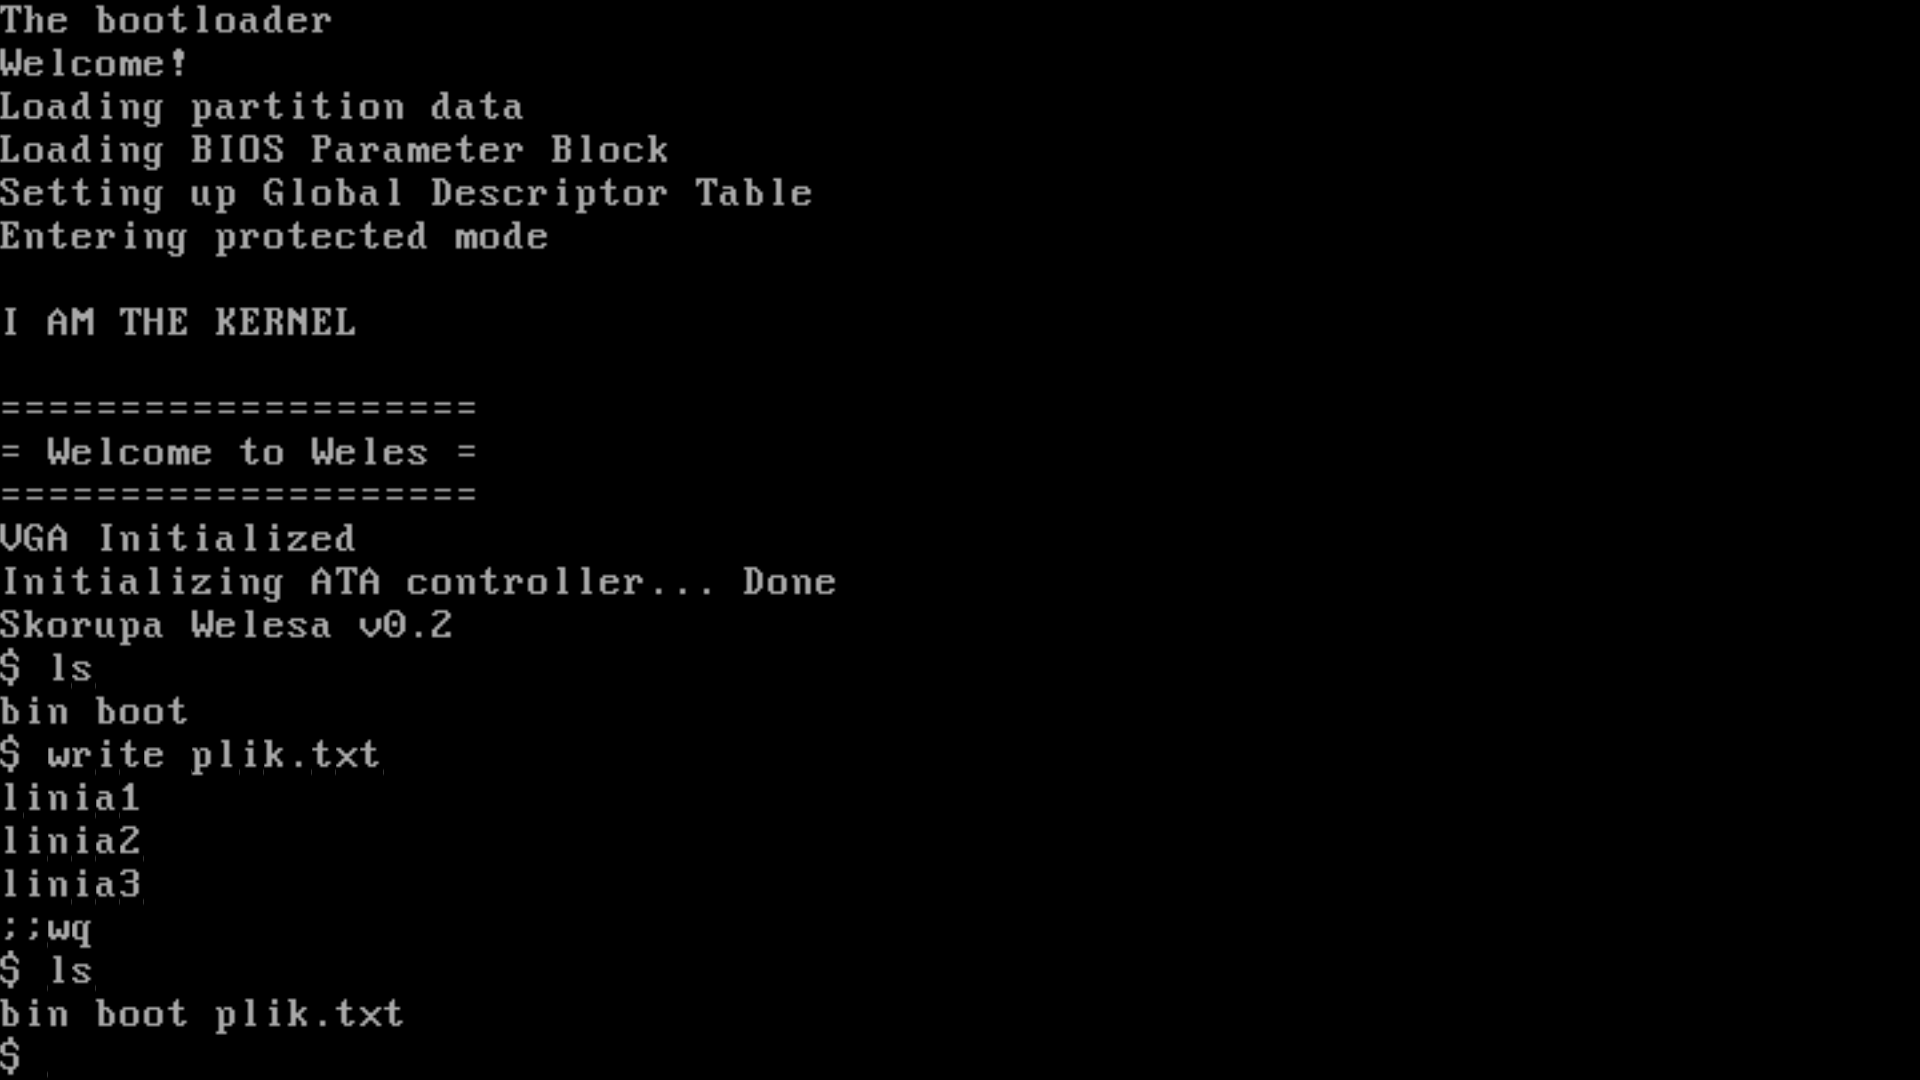 The bootloader
Welcome!
Loading partition data
Loading BIOS Parameter Block
Setting up Global Descriptor Table
Entering protected mode
I AM THE KERNEL
====================
= Welcome to Weles =
====================
VGA Initialized
Initializing ATA controller... Done
Skorupa Welesa v0.2
$ ls
bin boot
$ write plik.txt
linia1
linia2
linia3
;;wq
$ ls
bin boot plik.txt
$